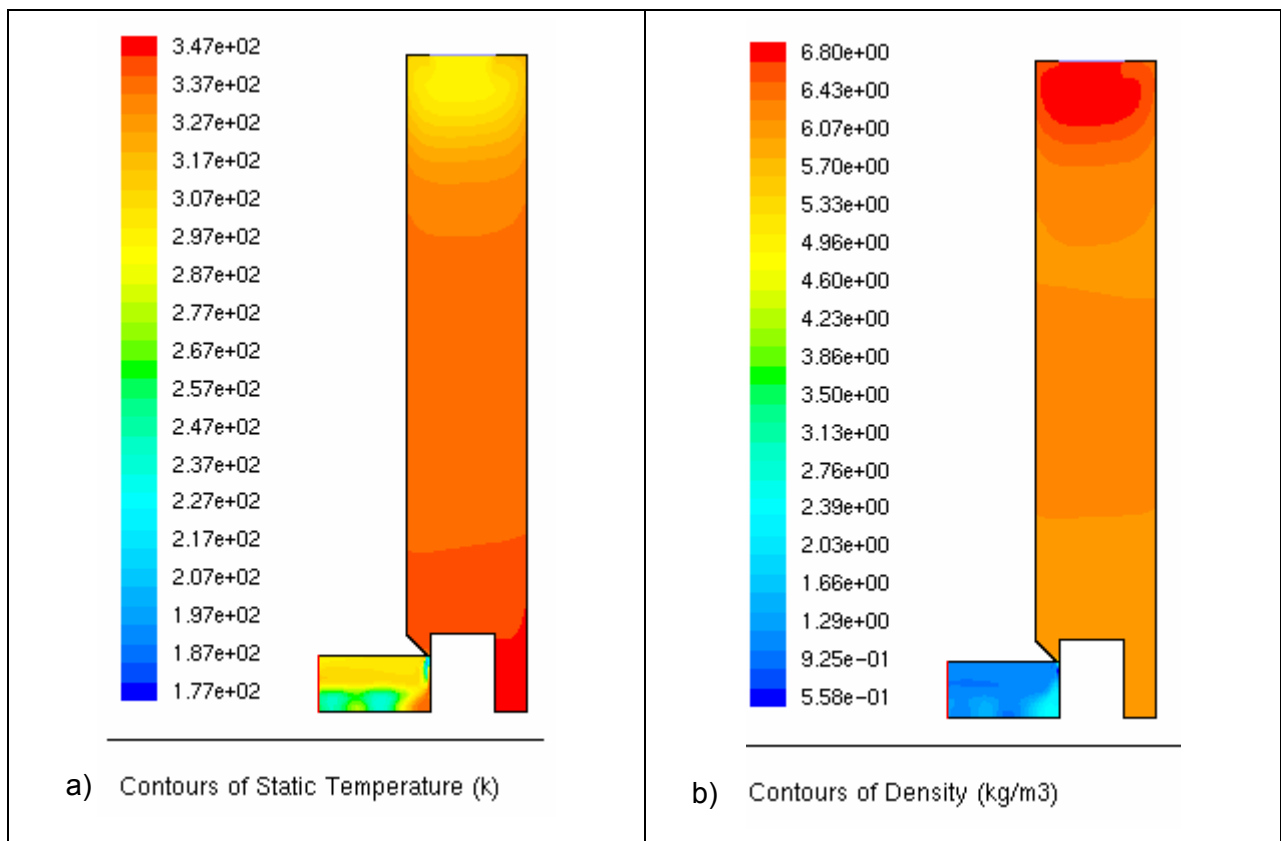 3.47e+02
3.37e+02
3.27e+02
3.17e+02
3.07e+02
2.97e+02
2.87e+02
2.77e+02
2.67e+02
2.57e+02
2.47e+02
2.37e+02
2.27e+02
2.17e+02
2.07e+02
1.97e+02
1.87e+02
1.77e+02
a) Contours of Static Temperature (k)
6.80e+00
6.43e+00
6.07e+00
5.70e+00
5.33e+00
4.96e+00
4.60e+00
4.23e+00
3.86e+00
3.50e+00
3.13e+00
2.76e+00
2.39e+00
2.03e+00
1.66e+00
1.29e+00
9.25e-01
5.58e-01
b) Contours of Density (kg/m3)